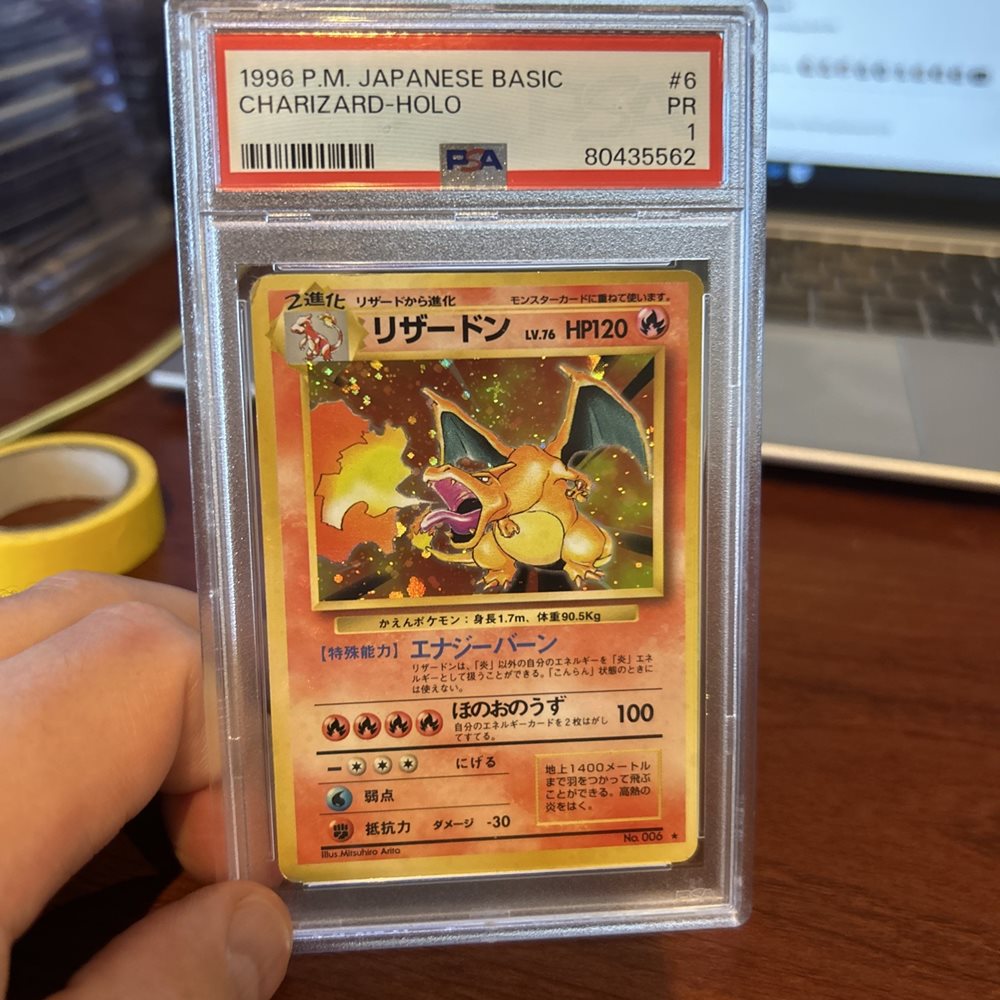 1996 P.M. JAPANESE BASIC #6
CHARIZARD-HOLO PR
1
PSA 80435562
2進化 リザードから進化 モンスターカードに重ねて使います。
リザードン LV.76 HP120
かえんポケモン：身長1.7m、体重90.5Kg
【特殊能力】エナジーバーン
リザードンは、「炎」以外の自分のエネルギーを「炎」エネ
ルギーとして扱うことができる。「こんらん」状態のときに
は使えない。
ほのおのうず 100
自分のエネルギーカードを2枚はがし
てすてる。
にげる
弱点
抵抗力 ダメージ -30
地上1400メートル
まで羽をつかって飛ぶ
ことができる。高熱の
炎をはく。
No. 006 ★
Illus. Mitsuhiro Arita